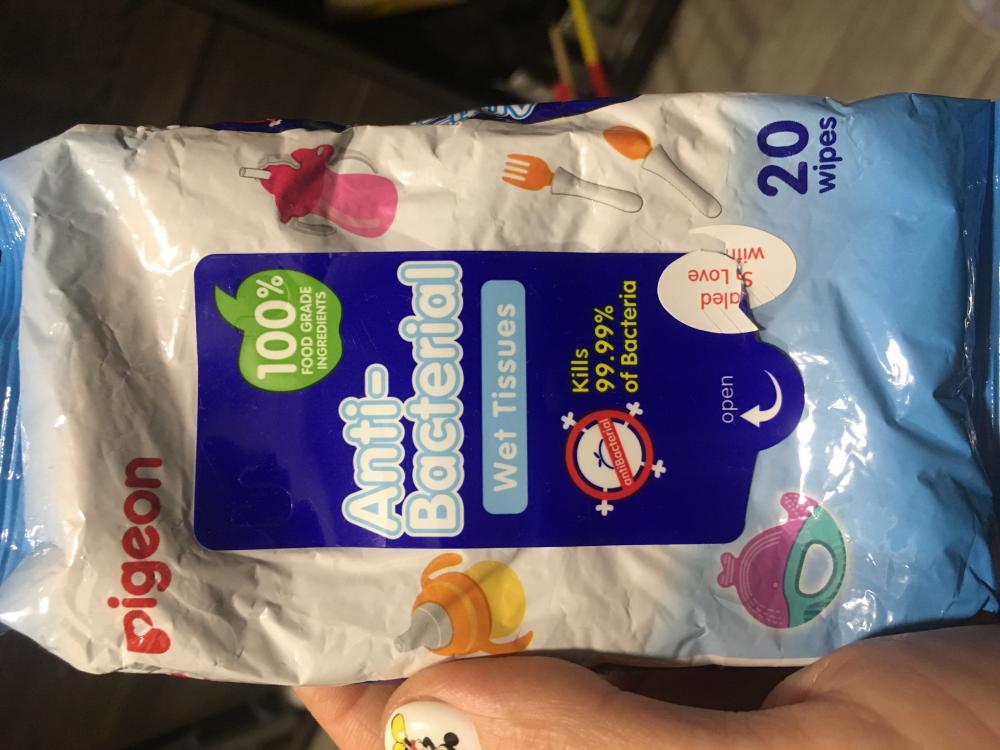 pigeon
100%
FOOD GRADE
INGREDIENTS
Anti-
Bacterial
Wet Tissues
antiBacterial
Kills
99.99%
of Bacteria
open
aled
Love
with
20
wipes